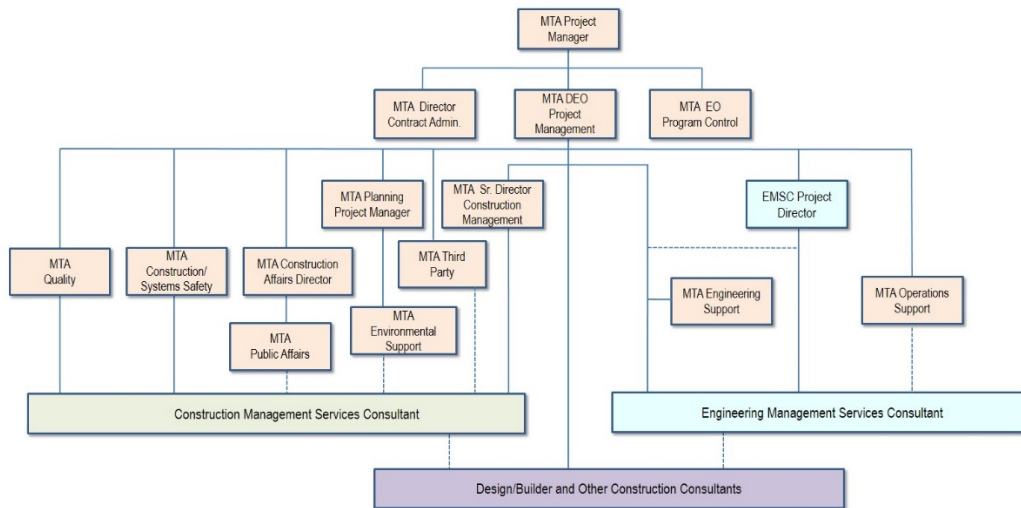 MTA Project
Manager
MTA Director
Contract Admin.
MTA DEO
Project
Management
MTA EO
Program Control
MTA Planning
Project Manager
MTA Sr. Director
Construction
Management
EMSC Project
Director
MTA
Quality
MTA
Construction/
Systems Safety
MTA Construction
Affairs Director
MTA Third
Party
MTA Engineering
Support
MTA Operations
Support
MTA
Public Affairs
MTA
Environmental
Support
Construction Management Services Consultant
Engineering Management Services Consultant
Design/Builder and Other Construction Consultants